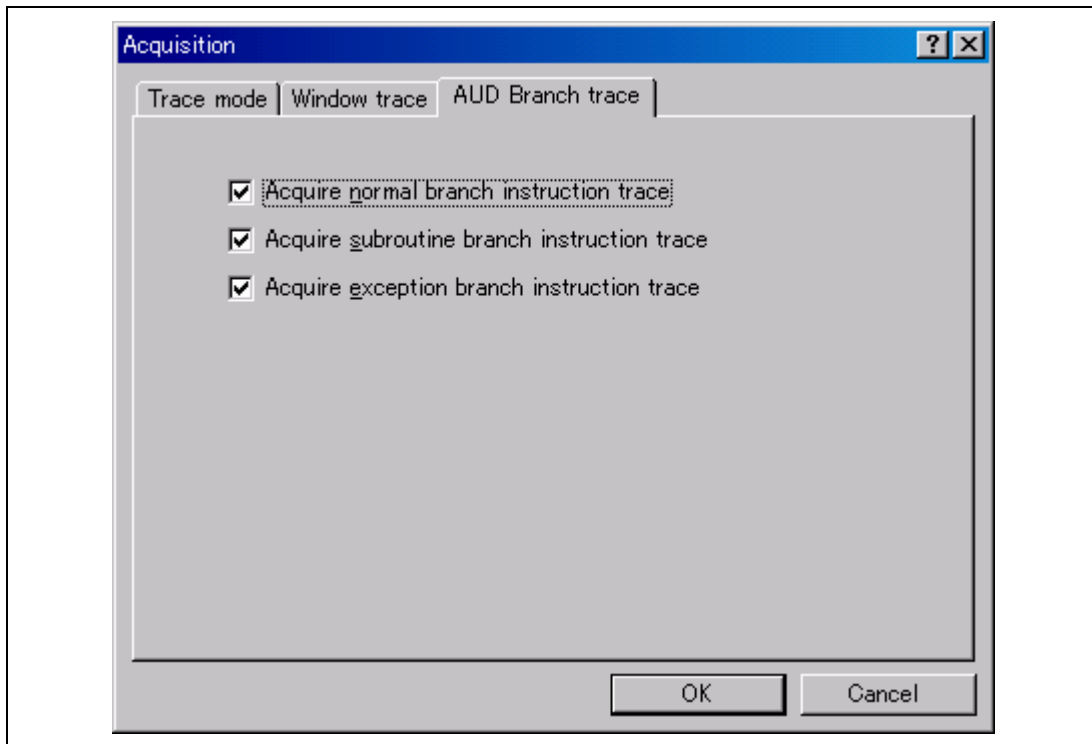 Acquisition
Trace mode Window trace AUD Branch trace
Acquire normal branch instruction trace
Acquire subroutine branch instruction trace
Acquire exception branch instruction trace
OK Cancel